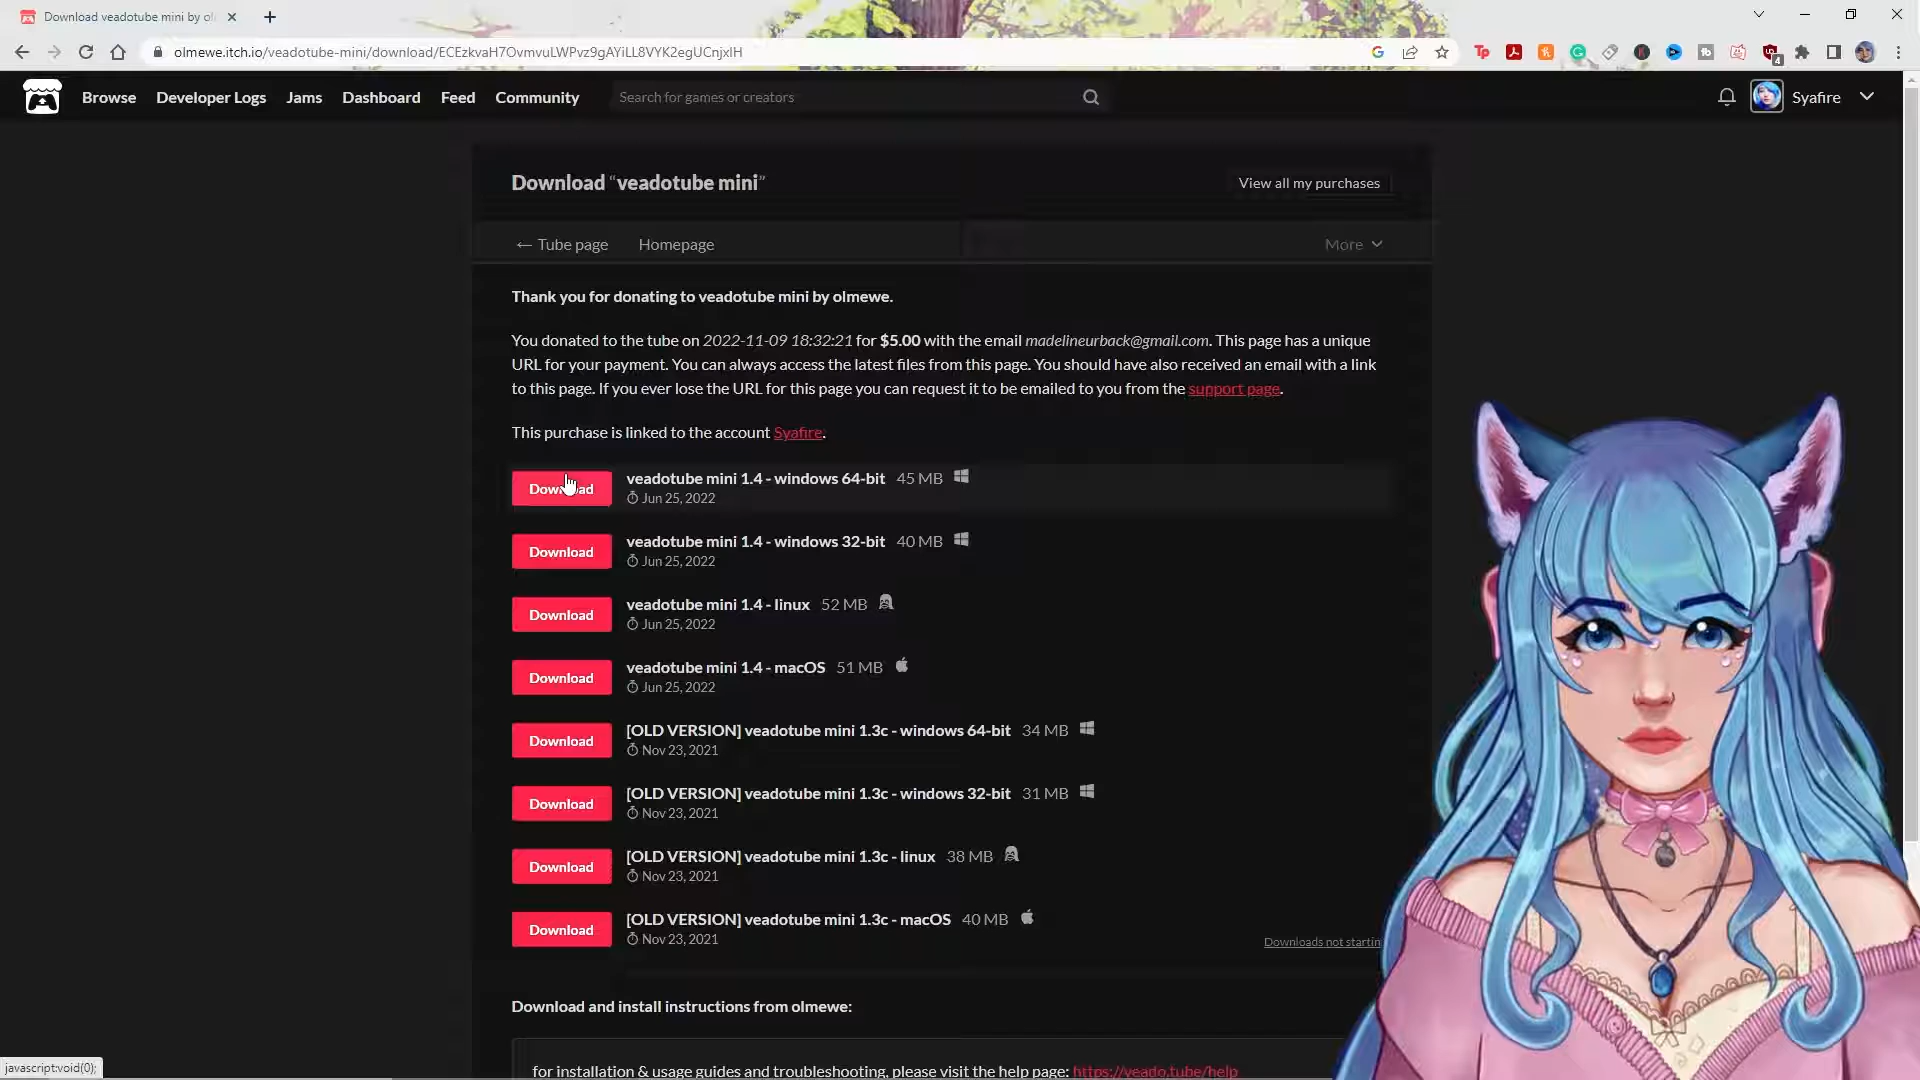 Download veadotube mini by ol
olmewe.itch.io/veadotube-mini/download/ECEzkvaH7OvmvuLWPvz9gAYiLL8VYK2egUCnjxlH
Browse Developer Logs Jams Dashboard Feed Community Search for games or creators Syafire
Download “veadotube mini” View all my purchases
← Tube page Homepage More
Thank you for donating to veadotube mini by olmewe.
You donated to the tube on 2022-11-09 18:32:21 for $5.00 with the email madelineurback@gmail.com. This page has a unique
URL for your payment. You can always access the latest files from this page. You should have also received an email with a link
to this page. If you ever lose the URL for this page you can request it to be emailed to you from the support page.
This purchase is linked to the account Syafire.
Download veadotube mini 1.4 - windows 64-bit 45 MB
Jun 25, 2022
Download veadotube mini 1.4 - windows 32-bit 40 MB
Jun 25, 2022
Download veadotube mini 1.4 - linux 52 MB
Jun 25, 2022
Download veadotube mini 1.4 - macOS 51 MB
Jun 25, 2022
Download [OLD VERSION] veadotube mini 1.3c - windows 64-bit 34 MB
Nov 23, 2021
Download [OLD VERSION] veadotube mini 1.3c - windows 32-bit 31 MB
Nov 23, 2021
Download [OLD VERSION] veadotube mini 1.3c - linux 38 MB
Nov 23, 2021
Download [OLD VERSION] veadotube mini 1.3c - macOS 40 MB
Nov 23, 2021
Downloads not startin
Download and install instructions from olmewe:
for installation & usage guides and troubleshooting, please visit the help page: https://veado.tube/help
javascript:void(0);